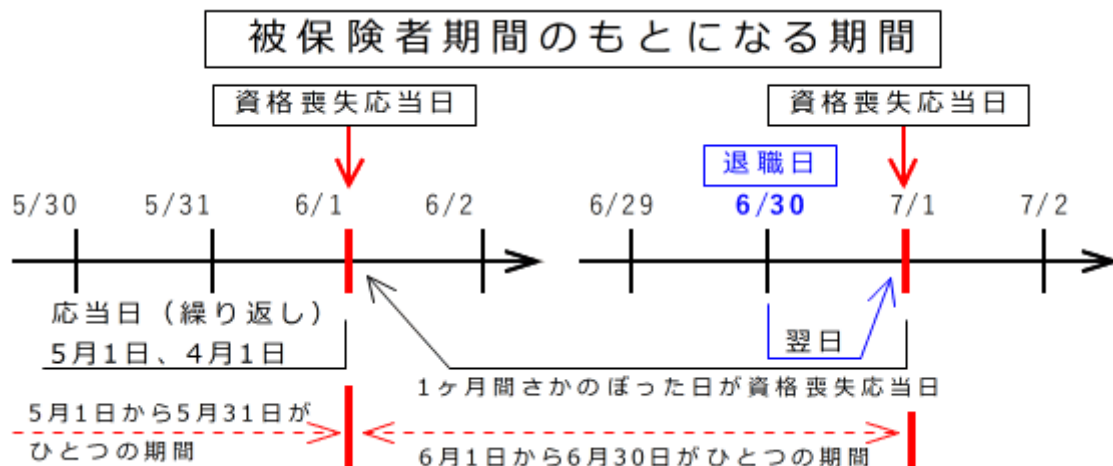 被保険者期間のもとになる期間
資格喪失応当日
資格喪失応当日
退職日
5/30
5/31
6/1
6/2
6/29
6/30
7/1
7/2
応当日（繰り返し）
5月1日、4月1日
翌日
1ヶ月間さかのぼった日が資格喪失応当日
5月1日から5月31日が
ひとつの期間
6月1日から6月30日がひとつの期間